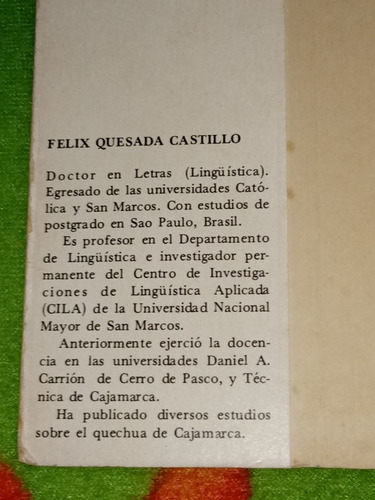 FELIX QUESADA CASTILLO
Doctor en Letras (Lingüística).
Egresado de las universidades Cató-
lica y San Marcos. Con estudios de
postgrado en Sao Paulo, Brasil.
Es profesor en el Departamento
de Lingüística e investigador per-
manente del Centro de Investiga-
ciones de Lingüística Aplicada
(CILA) de la Universidad Nacional
Mayor de San Marcos.
Anteriormente ejerció la docen-
cia en las universidades Daniel A.
Carrión de Cerro de Pasco, y Téc-
nica de Cajamarca.
Ha publicado diversos estudios
sobre el quechua de Cajamarca.